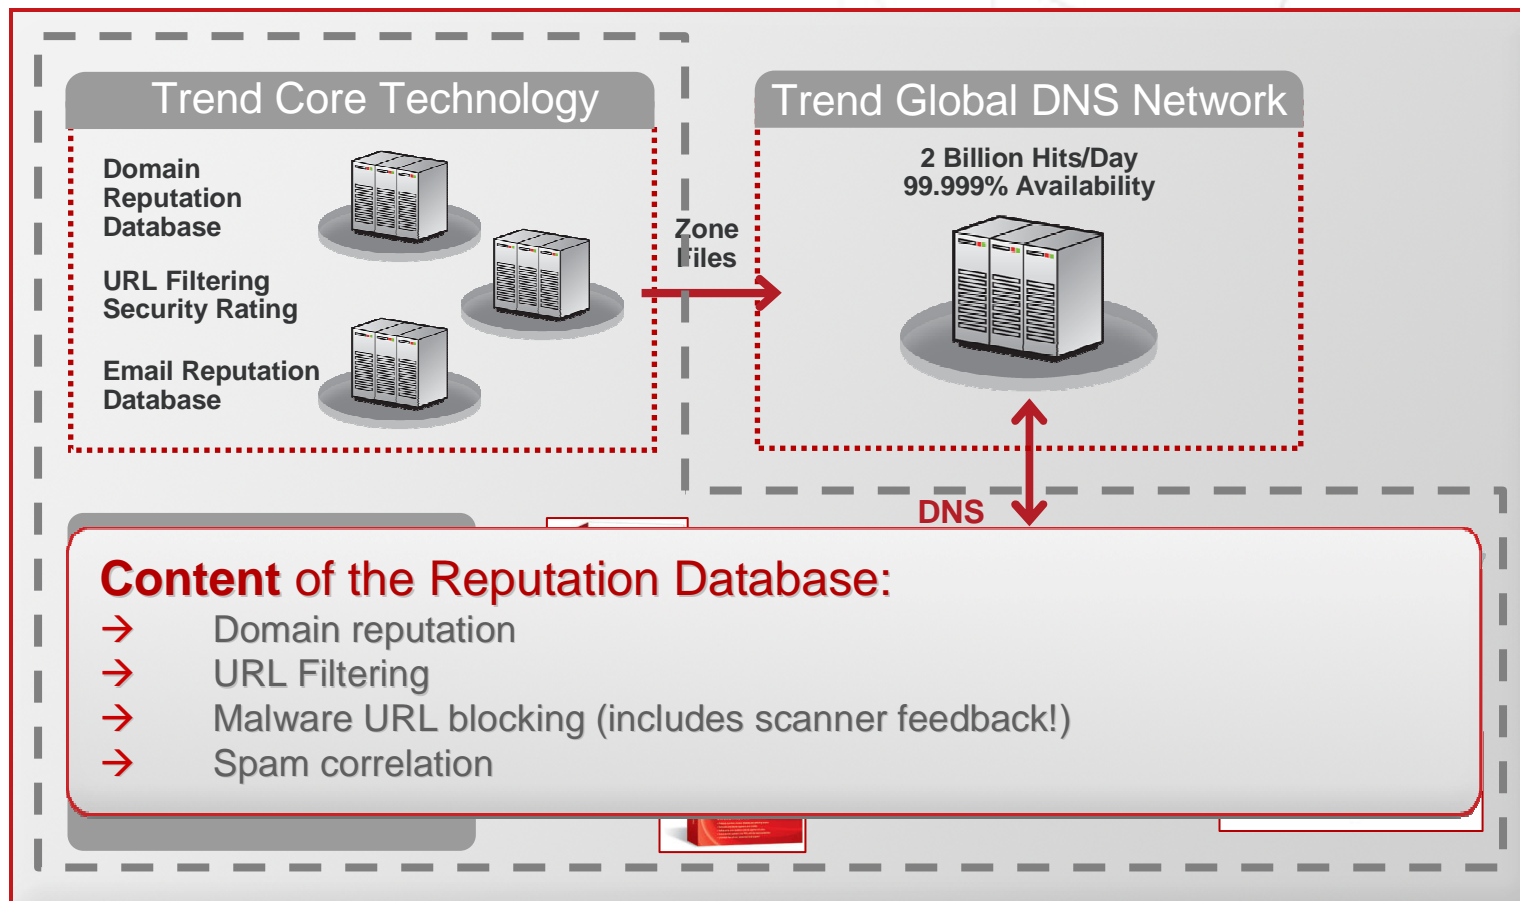 Trend Core Technology
Domain
Reputation
Database
URL Filtering
Security Rating
Email Reputation
Database
Zone
Files
Trend Global DNS Network
2 Billion Hits/Day
99.999% Availability
DNS
Content of the Reputation Database:
→ Domain reputation
→ URL Filtering
→ Malware URL blocking (includes scanner feedback!)
→ Spam correlation